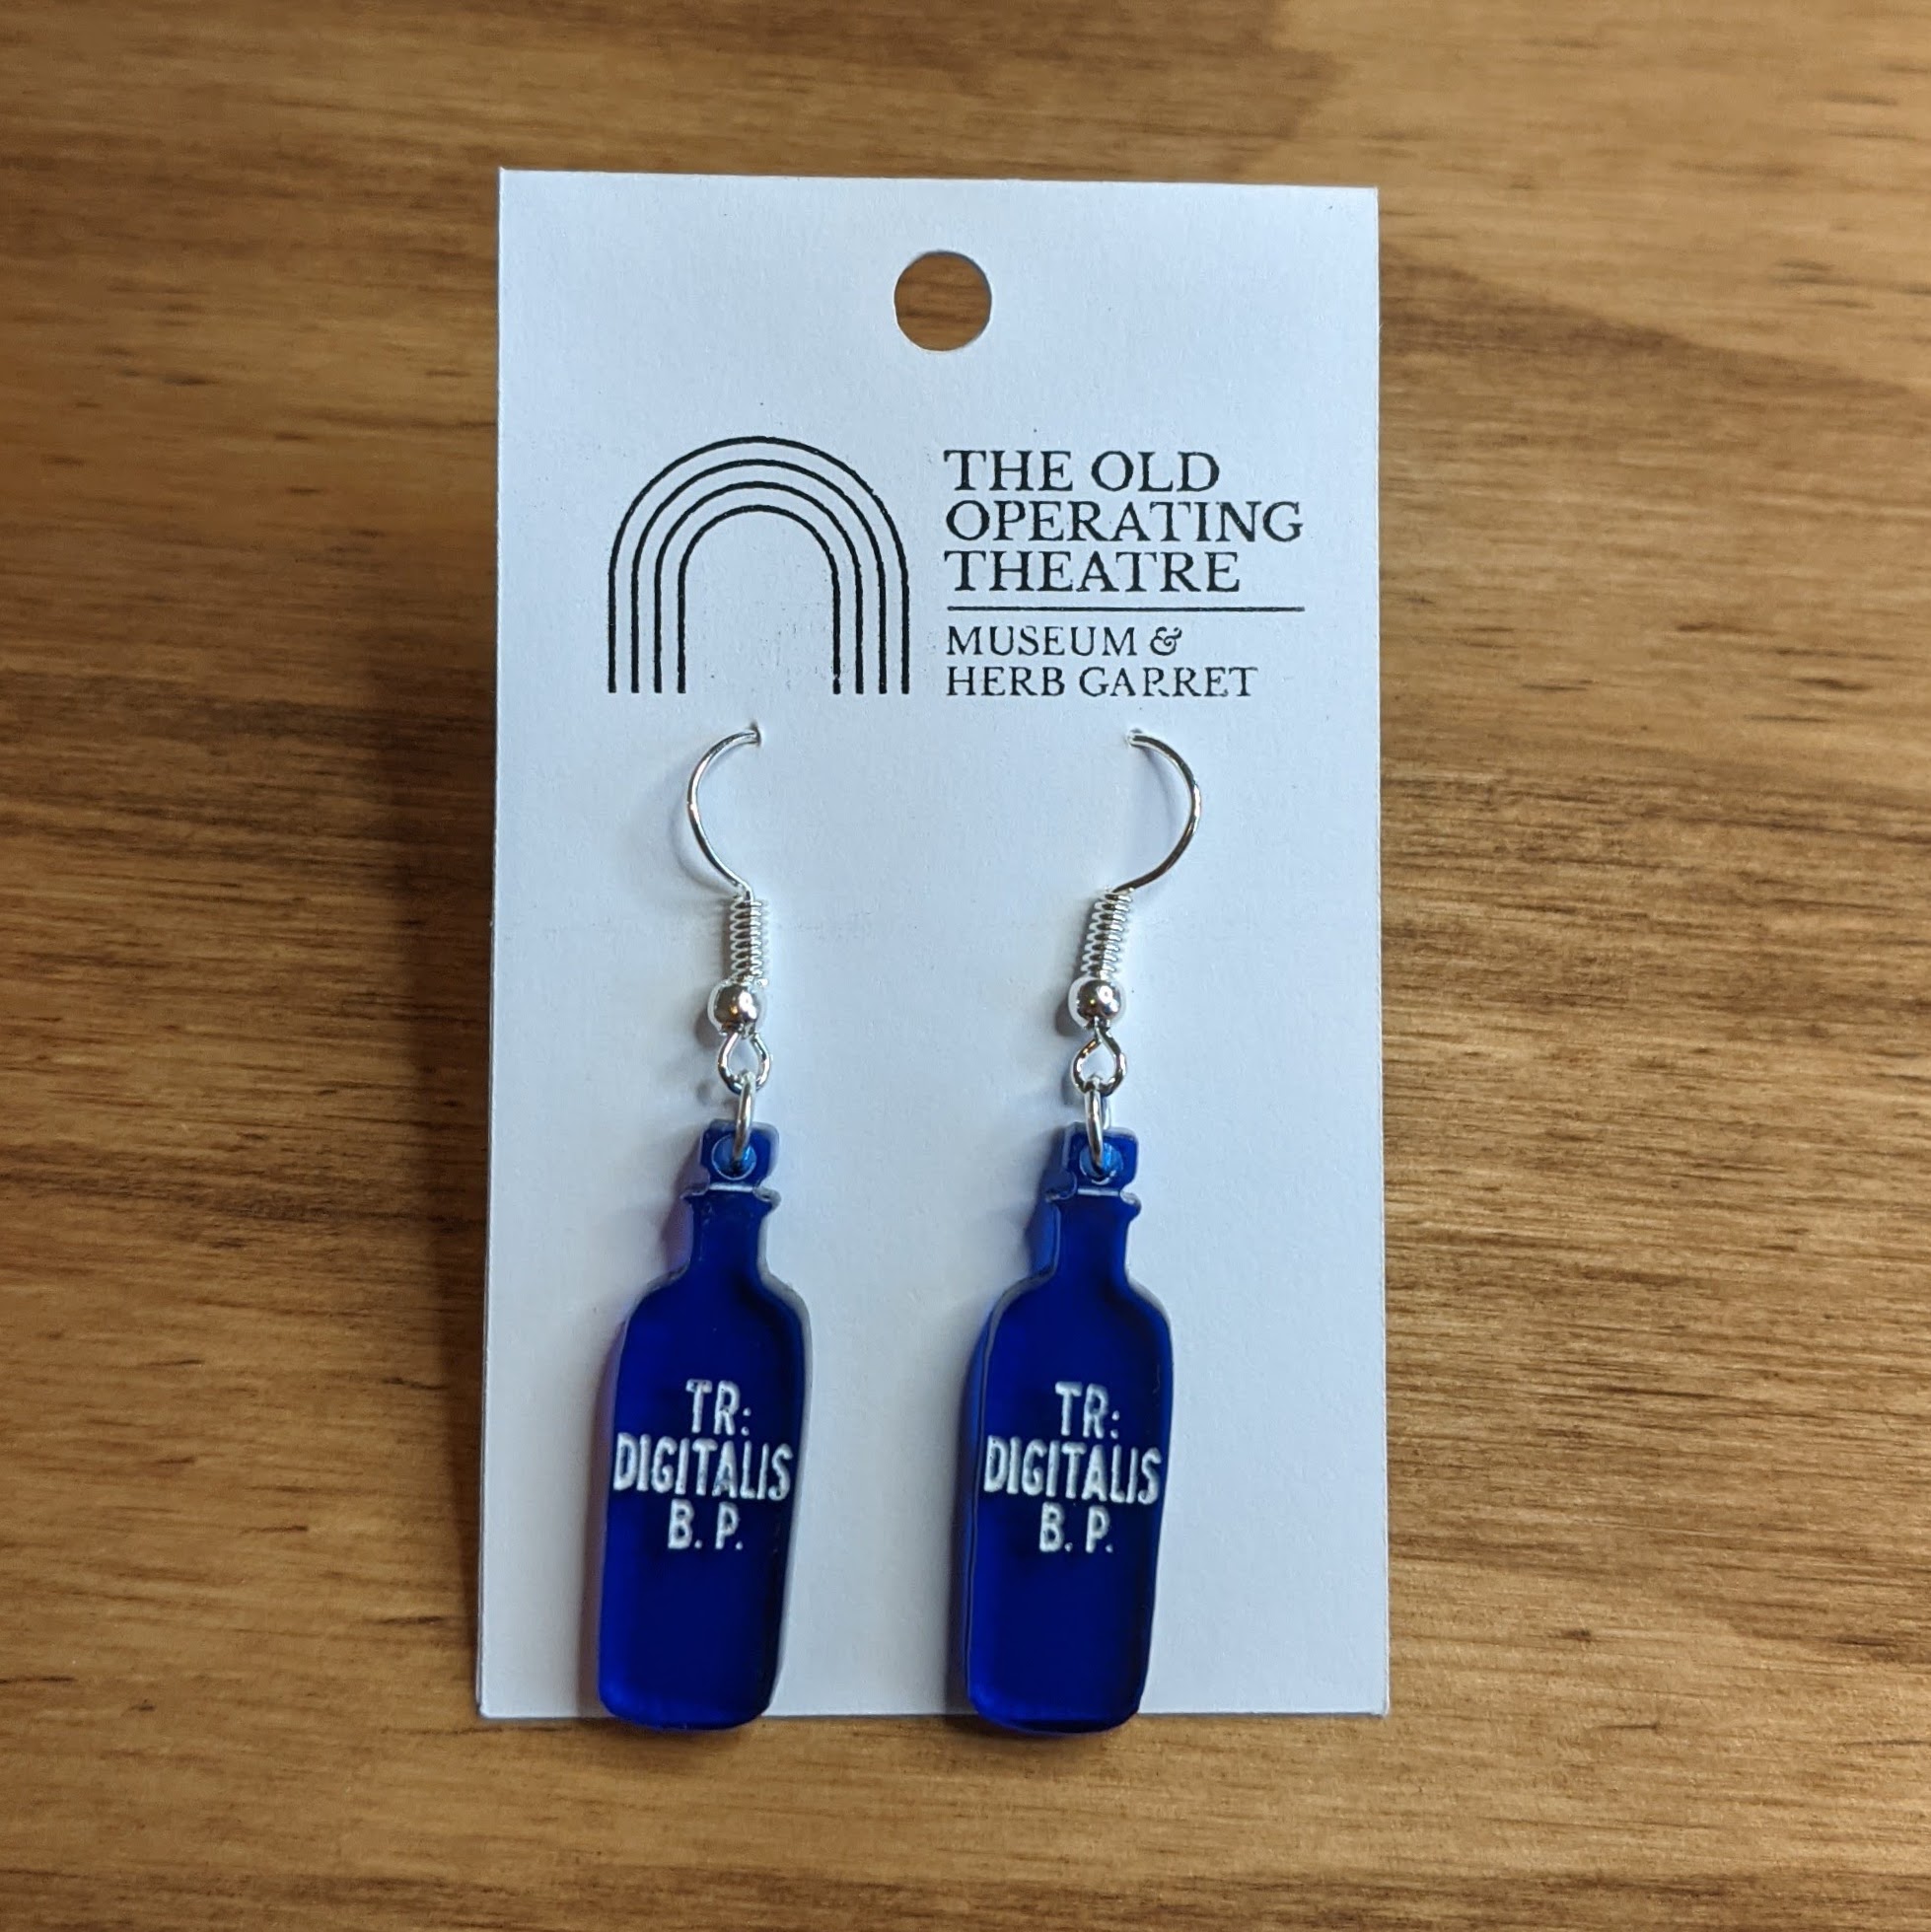 THE OLD
OPERATING
THEATRE
MUSEUM &
HERB GARRET
TR:
DIGITALIS
B. P.
TR:
DIGITALIS
B. P.